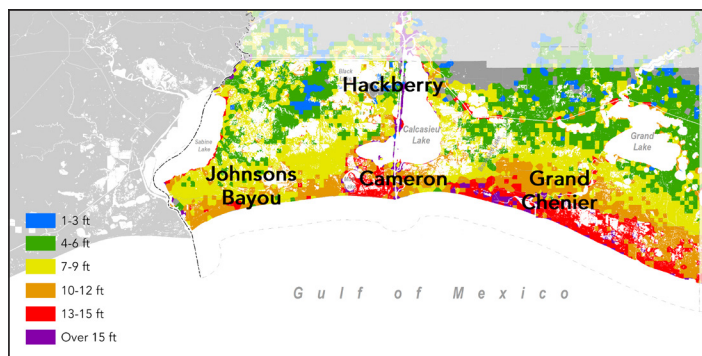 Black
Hackberry
Sabine
Lake
Calcasieu
Lake
Grand
Lake
Johnsons
Bayou
Cameron
Grand
Chenier
1-3 ft
4-6 ft
7-9 ft
10-12 ft
13-15 ft
Over 15 ft
Gulf of Mexico